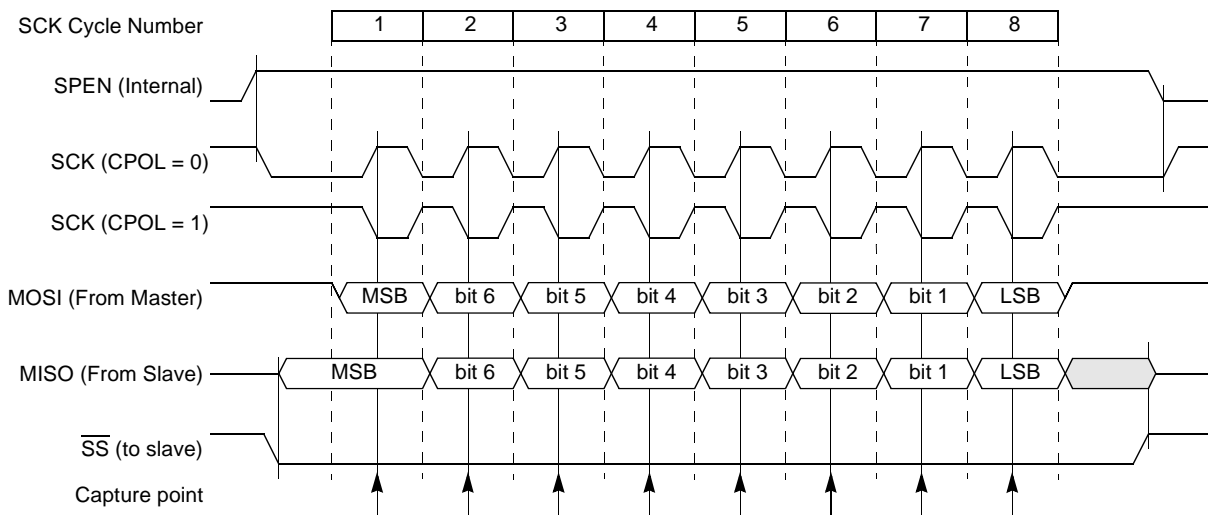 SCK Cycle Number 1 2 3 4 5 6 7 8
SPEN (Internal)
SCK (CPOL = 0)
SCK (CPOL = 1)
MOSI (From Master) MSB bit 6 bit 5 bit 4 bit 3 bit 2 bit 1 LSB
MISO (From Slave) MSB bit 6 bit 5 bit 4 bit 3 bit 2 bit 1 LSB
SS (to slave)
Capture point